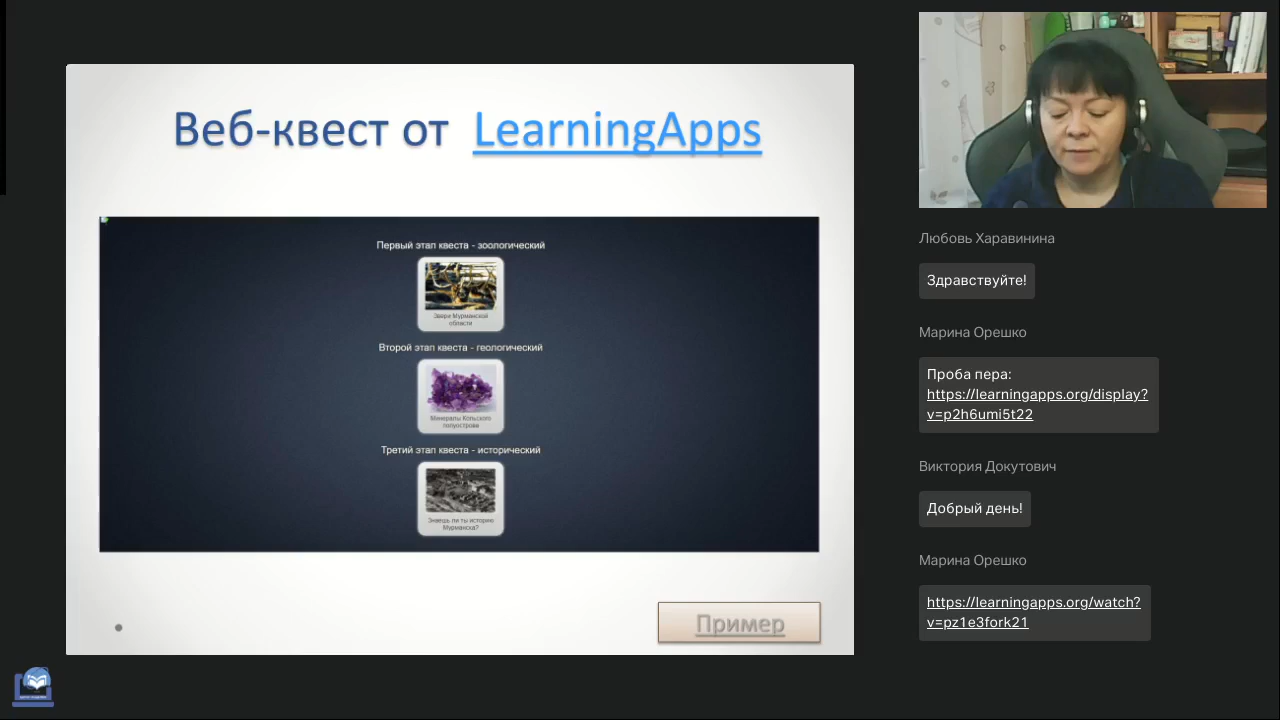 Веб-квест от LearningApps
Первый этап квеста - зоологический
Звери Мурманской
области
Второй этап квеста - геологический
Минералы Кольского
полуострова
Третий этап квеста - исторический
Знаешь ли ты историю
Мурманска?
Пример
Любовь Харавинина
Здравствуйте!
Марина Орешко
Проба пера:
https://learningapps.org/display?
v=p2h6umi5t22
Виктория Докутович
Добрый день!
Марина Орешко
https://learningapps.org/watch?
v=pz1e3fork21